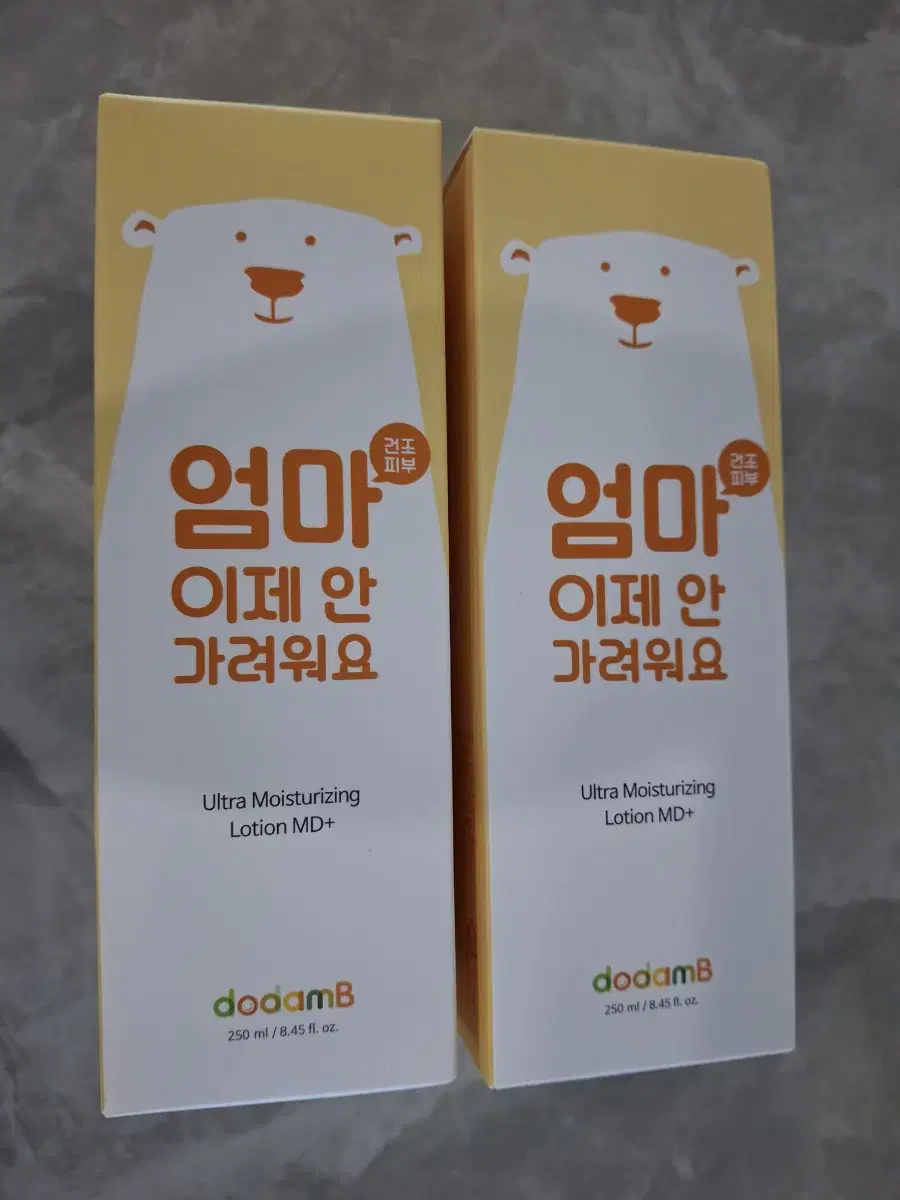 건조
피부
엄마
이제 안
가려워요
Ultra Moisturizing
Lotion MD+
dodamB
250 ml / 8.45 fl. oz.
건조
피부
엄마
이제 안
가려워요
Ultra Moisturizing
Lotion MD+
dodamB
250 ml / 8.45 fl. oz.